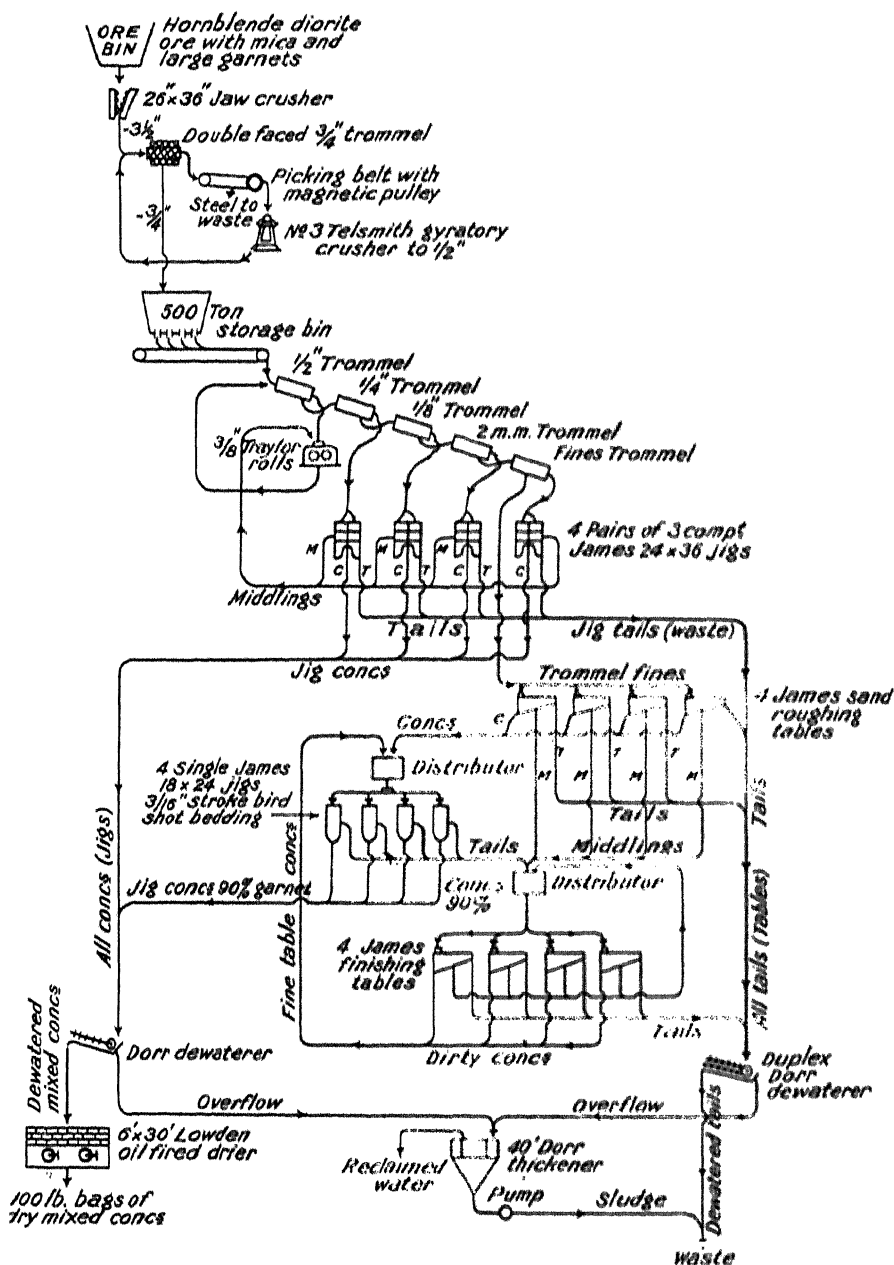 ORE
BIN
Hornblende diorite
ore with mica and
large garnets
26"x36" Jaw crusher
-3½"
Double faced ¾" trommel
Picking belt with
magnetic pulley
Steel to
waste
-¾"
Nº3 Telsmith gyratory
crusher to ½"
500 Ton
storage bin
½" Trommel
¼" Trommel
⅛" Trommel
2 m.m. Trommel
Fines Trommel
⅜" Traylor
rolls
4 Pairs of 3 compt
James 24 x 36 jigs
M
M
M
M
C
T
C
T
C
T
C
T
Middlings
Tails
Jig tails (waste)
Jig concs
Trommel fines
4 James sand
roughing
tables
Concs
C
T
T
T
M
M
M
M
4 Single James
18 x 24 jigs
3/16" stroke bird
shot bedding
Distributor
Tails
Tails
Tails
Middlings
All concs (Jigs)
Jig concs 90% garnet
Fine table concs
Concs
90%
Distributor
4 James
finishing
tables
All tails (Tables)
Tails
Dirty concs
Dewatered
mixed concs
Dorr dewaterer
Duplex
Dorr
dewaterer
Overflow
Overflow
Dewatered tails
6'x30' Lowden
oil fired drier
Reclaimed
water
40' Dorr
thickener
Pump
Sludge
100 lb. bags of
dry mixed concs
Waste